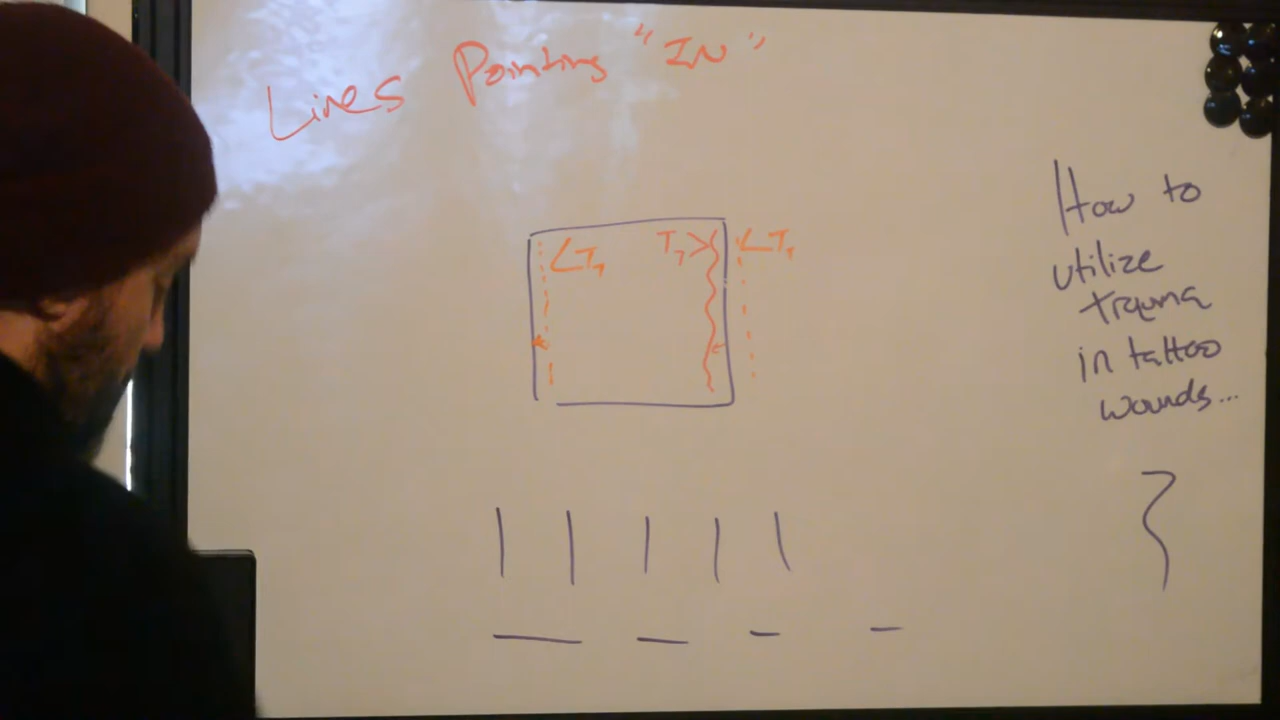 Lines Pointing "IN"
<T, T,> <T,
How to
utilize
trauma
in tattoo
wounds...